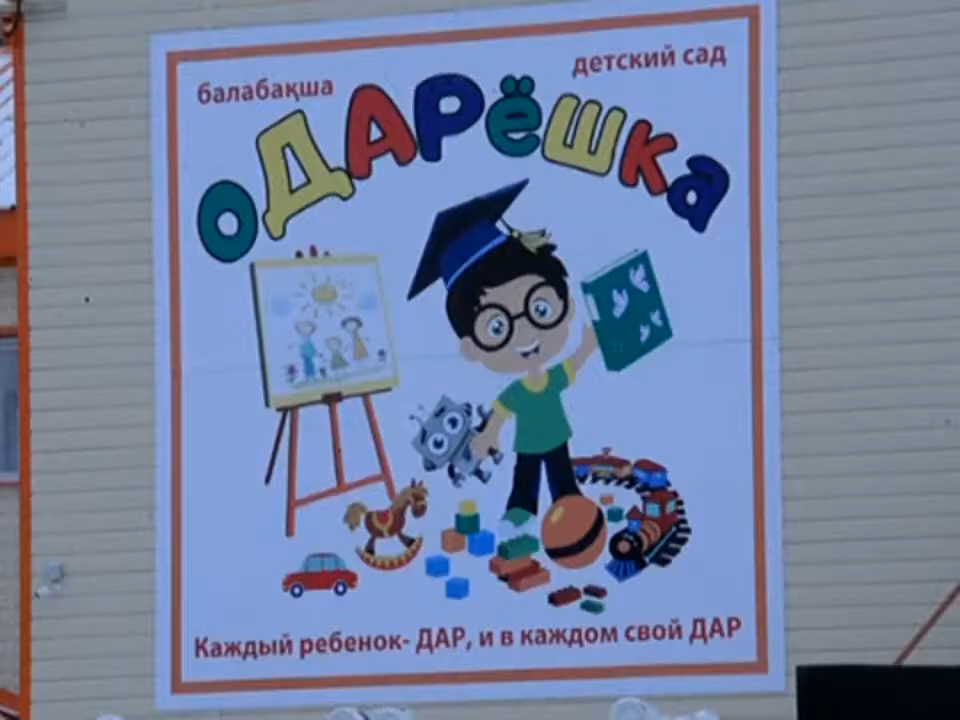 балабақша
детский сад
оДАРёшка
Каждый ребенок- ДАР, и в каждом свой ДАР